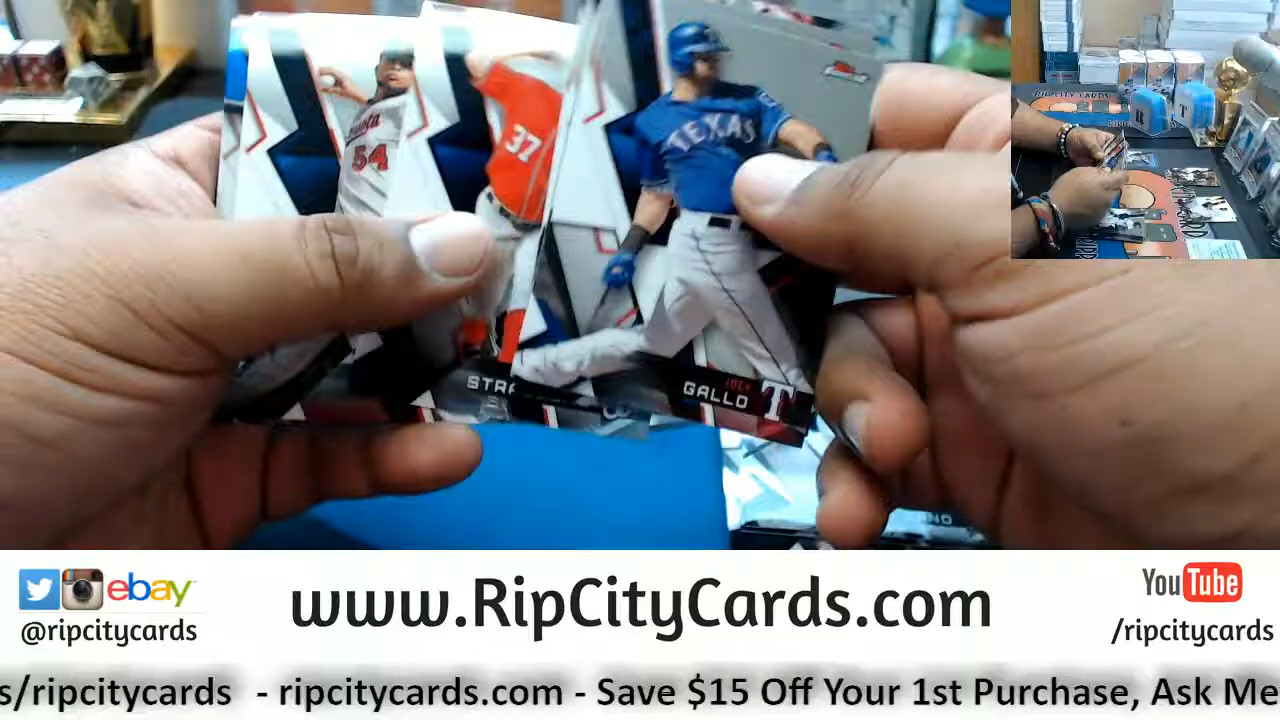 54
37
TEXAS
STRA
JOEY
GALLO
T
ebay
@ripcitycards
www.RipCityCards.com
YouTube
/ripcitycards
s/ripcitycards - ripcitycards.com - Save $15 Off Your 1st Purchase, Ask Me